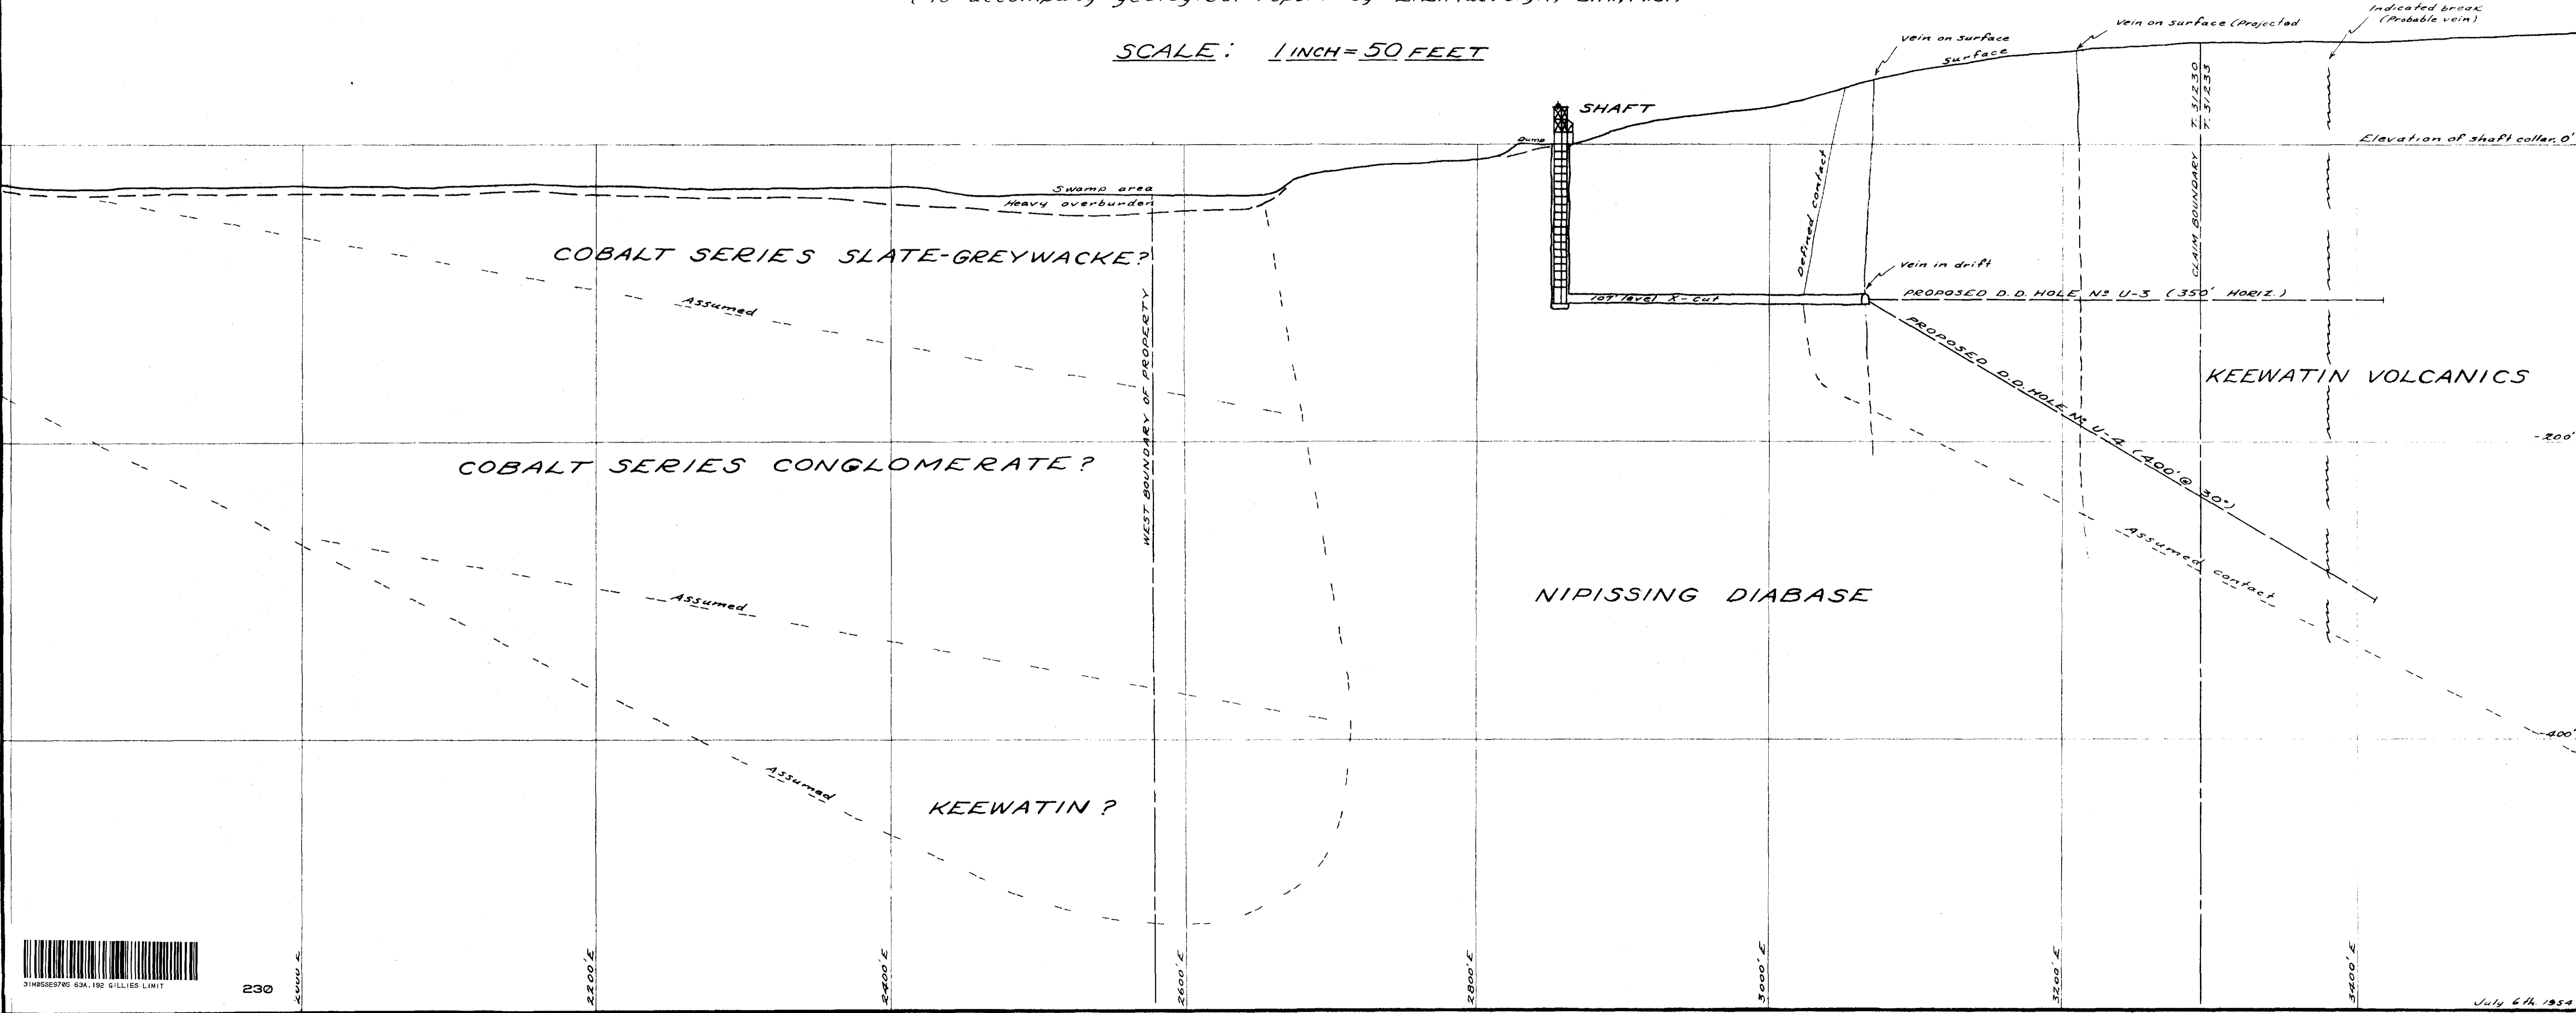 SCALE: 1 INCH = 50 FEET
Indicated break
(Probable vein)
Vein on surface (Projected
Vein on surface
surface
SHAFT
Dump
T. 31230
T. 31233
CLAIM BOUNDARY
Elevation of shaft collar, 0'
Swamp area
Heavy overburden
Defined contact
COBALT SERIES SLATE-GREYWACKE?
Vein in drift
107' level X-cut
PROPOSED D.D. HOLE Nº U-3 (350' HORIZ.)
Assumed
WEST BOUNDARY OF PROPERTY
PROPOSED D.D. HOLE Nº U-4 (400' @ 30°)
KEEWATIN VOLCANICS
-200'
COBALT SERIES CONGLOMERATE?
Assumed contact
Assumed
NIPISSING DIABASE
-400'
Assumed
KEEWATIN?
2000' E
2200' E
2400' E
2600' E
2800' E
3000' E
3200' E
3400' E
31M05SE9705 63A.192 GILLIES LIMIT
230
July 6th. 1954